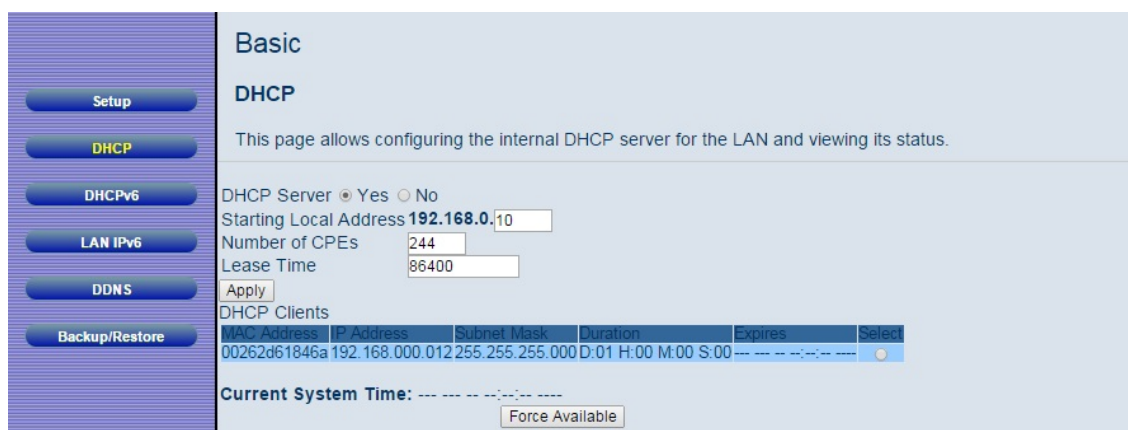 Basic
DHCP
This page allows configuring the internal DHCP server for the LAN and viewing its status.
Setup
DHCP
DHCPv6
LAN IPv6
DDNS
Backup/Restore
DHCP Server Yes No
Starting Local Address 192.168.0.10
Number of CPEs 244
Lease Time 86400
Apply
DHCP Clients
MAC Address IP Address Subnet Mask Duration Expires Select
00262d61846a 192.168.000.012 255.255.255.000 D:01 H:00 M:00 S:00 --- --- -- --:--:-- ----
Current System Time: --- --- -- --:--:-- ----
Force Available